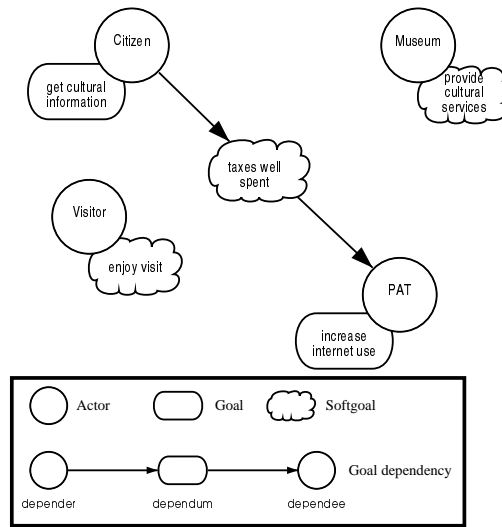 Citizen
Museum
get cultural
information
provide
cultural
services
taxes well
spent
Visitor
enjoy visit
PAT
increase
internet use
Actor
Goal
Softgoal
Goal dependency
depender
dependum
dependee